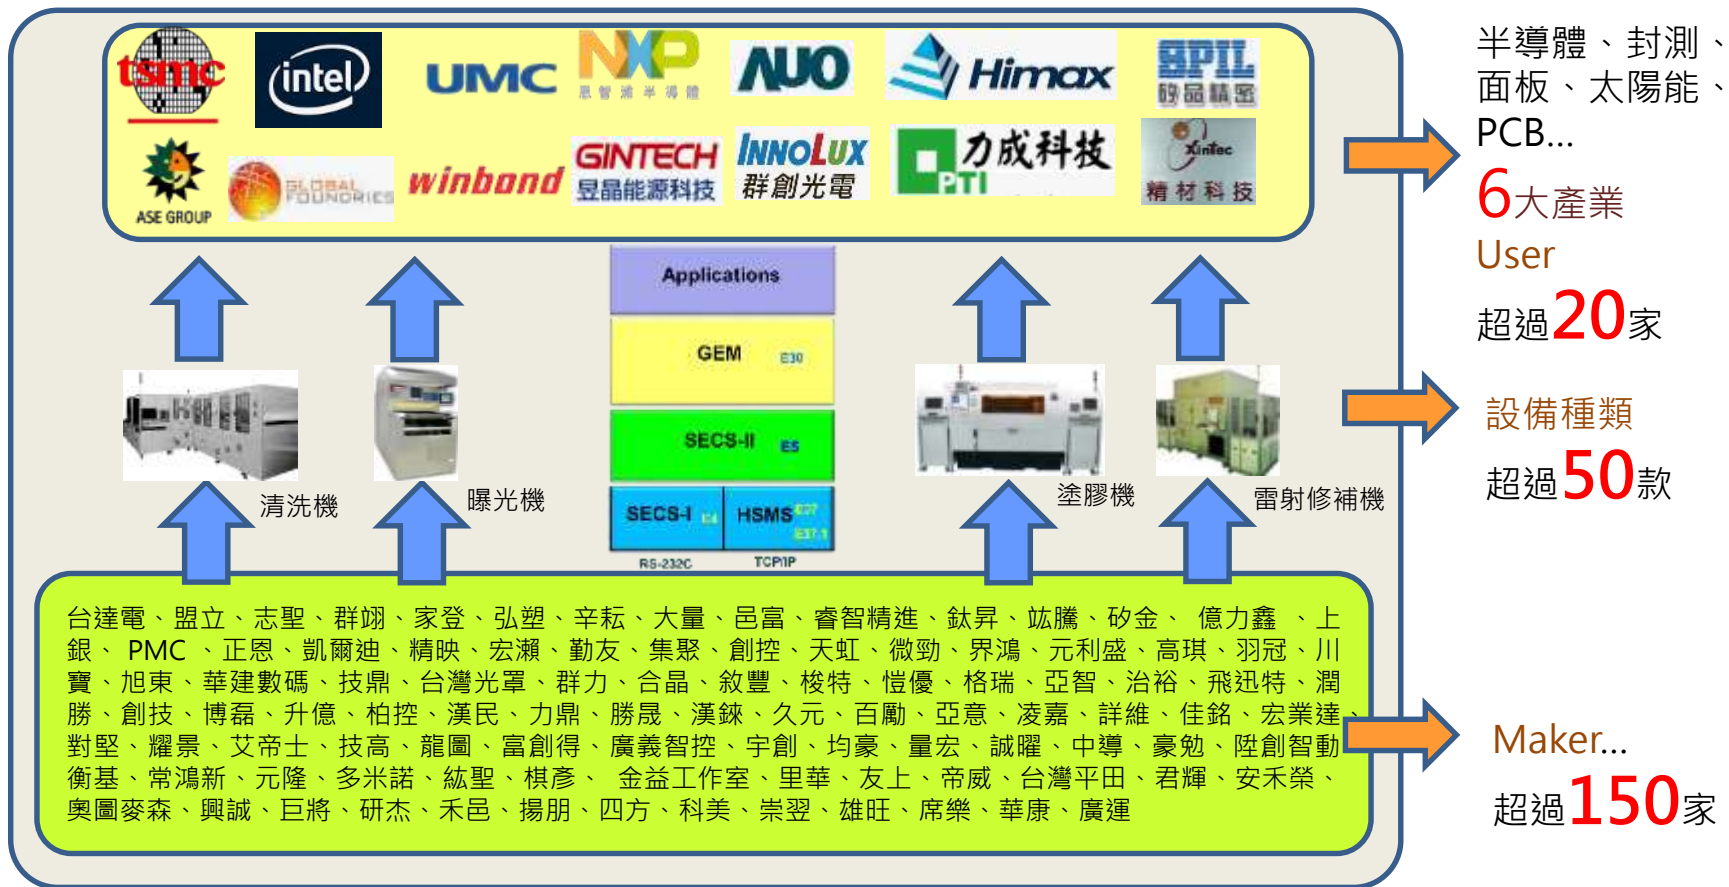 tsmc
intel
UMC
NXP
恩智浦半導體
AUO
Himax
SPIL
矽品精密
ASE GROUP
GLOBAL
FOUNDRIES
winbond
GINTECH
昱晶能源科技
INNOLUX
群創光電
PTI
力成科技
Xintec
精材科技
半導體、封測、
面板、太陽能、
PCB...
6大產業
User
超過20家
Applications
GEM E30
SECS-II E5
SECS-I E4
HSMS E37
E37.1
RS-232C
TCP/IP
清洗機
曝光機
塗膠機
雷射修補機
設備種類
超過50款
台達電、盟立、志聖、群翊、家登、弘塑、辛耘、大量、邑富、睿智精進、鈦昇、竑騰、矽金、 億力鑫 、上
銀、 PMC 、正恩、凱爾迪、精映、宏瀨、勤友、集聚、創控、天虹、微勁、界鴻、元利盛、高琪、羽冠、川
寶、旭東、華建數碼、技鼎、台灣光罩、群力、合晶、敘豐、梭特、愷優、格瑞、亞智、治裕、飛迅特、潤
勝、創技、博磊、升億、柏控、漢民、力鼎、勝晟、漢錸、久元、百勵、亞意、凌嘉、詳維、佳銘、宏業達、
對堅、耀景、艾帝士、技高、龍圖、富創得、廣義智控、宇創、均豪、量宏、誠曜、中導、豪勉、陞創智動
衡基、常鴻新、元隆、多米諾、紘聖、棋彥、 金益工作室、里華、友上、帝威、台灣平田、君輝、安禾榮、
奧圖麥森、興誠、巨將、研杰、禾邑、揚朋、四方、科美、崇翌、雄旺、席樂、華康、廣運
Maker...
超過150家